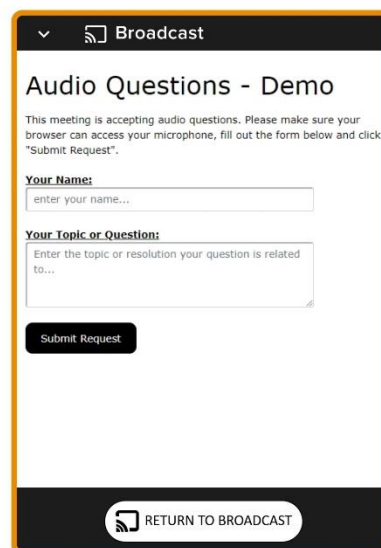 Broadcast
Audio Questions - Demo
This meeting is accepting audio questions. Please make sure your
browser can access your microphone, fill out the form below and click
"Submit Request".
Your Name:
enter your name...
Your Topic or Question:
Enter the topic or resolution your question is related
to...
Submit Request
RETURN TO BROADCAST